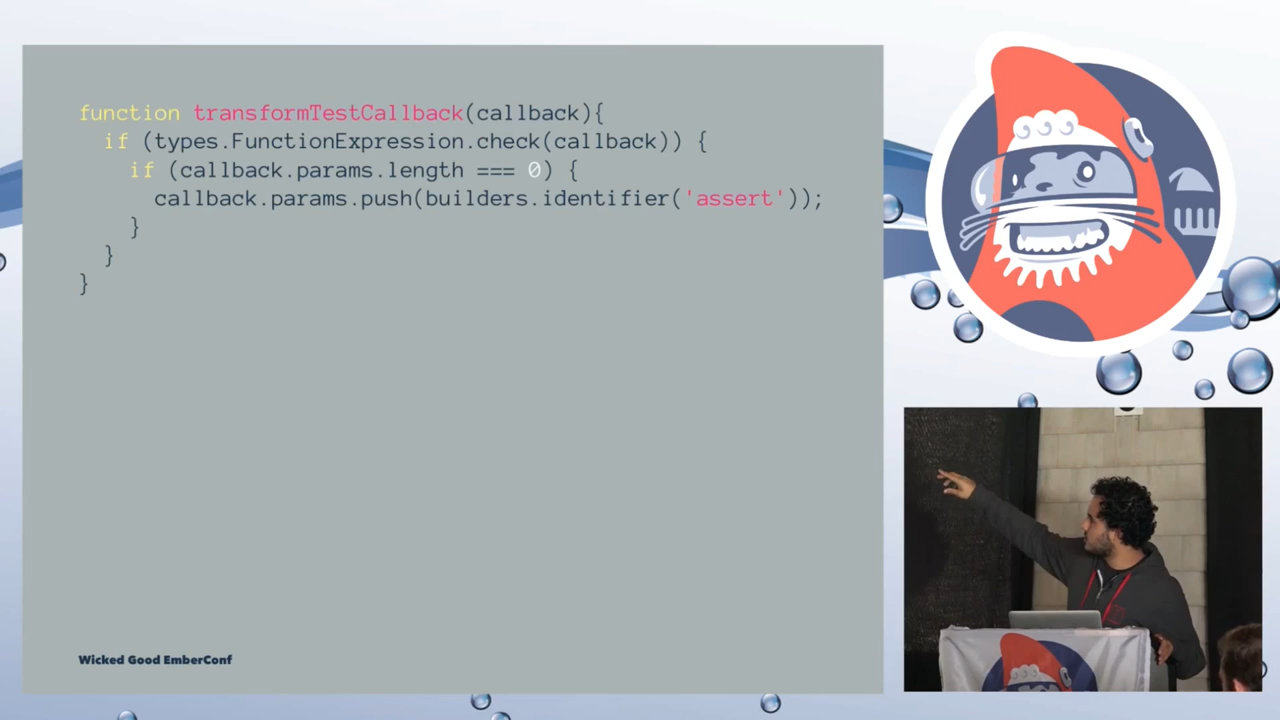 function transformTestCallback(callback){
if (types.FunctionExpression.check(callback)) {
if (callback.params.length === 0) {
callback.params.push(builders.identifier('assert'));
}
}
}
Wicked Good EmberConf